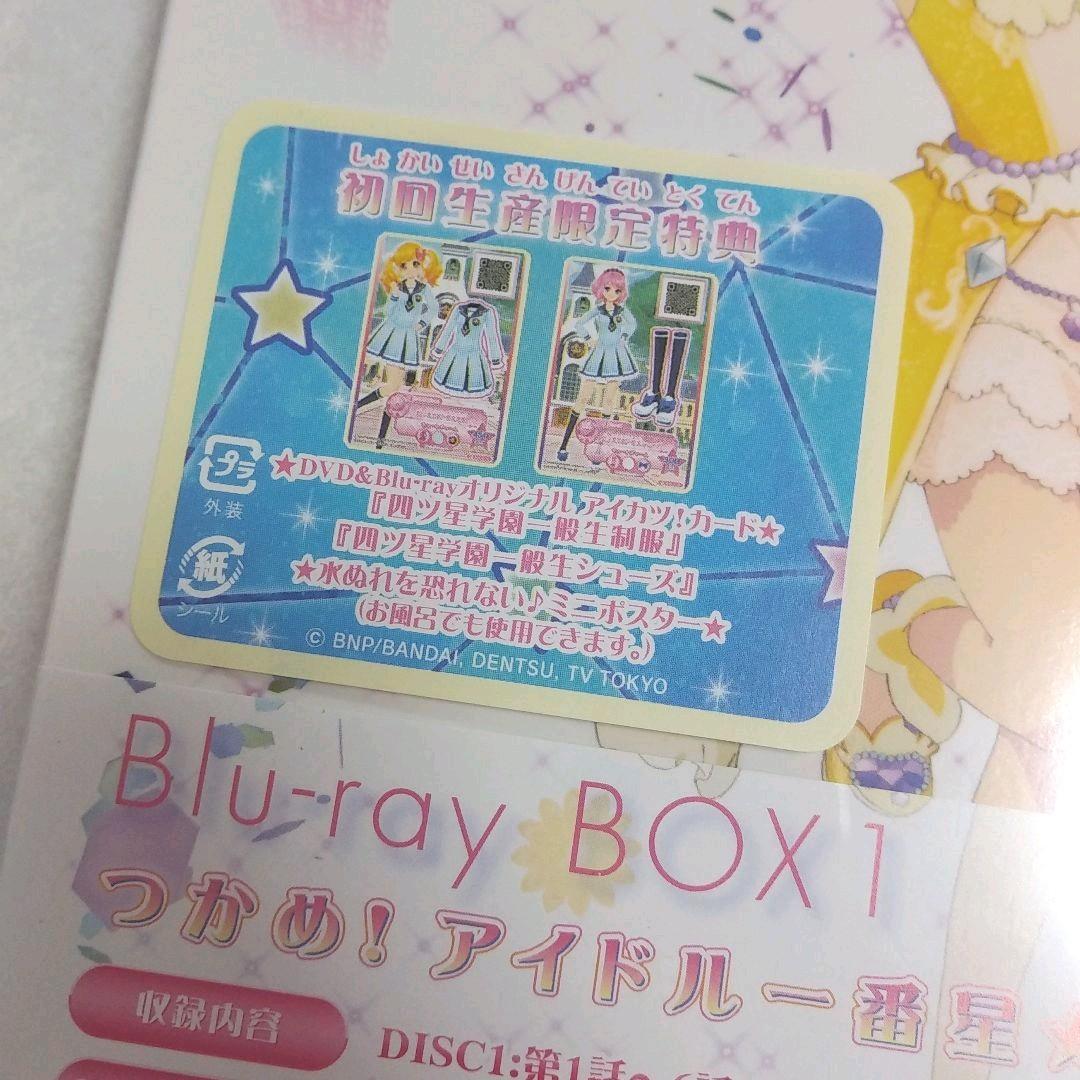 しょ かい せい さん げん てい とく てん
初回生産限定特典
★DVD&Blu-rayオリジナル アイカツ!カード★
『四ツ星学園一般生制服』
『四ツ星学園一般生シューズ』
★水ぬれを恐れない♪ミニポスター★
(お風呂でも使用できます。)
© BNP/BANDAI, DENTSU, TV TOKYO
プラ
外装
紙
シール
Blu-ray BOX 1
つかめ! アイドル一番星★
収録内容
DISC1:第1話~